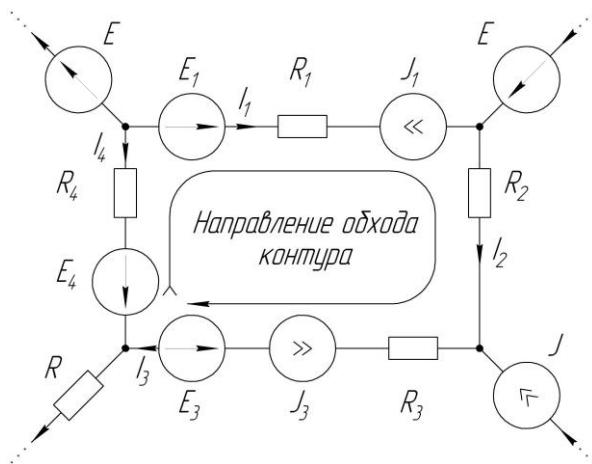 E
E
E1
R1
J1
I1
I4
R4
R2
Направление обхода
контура
I2
E4
R
I3
E3
J3
R3
J